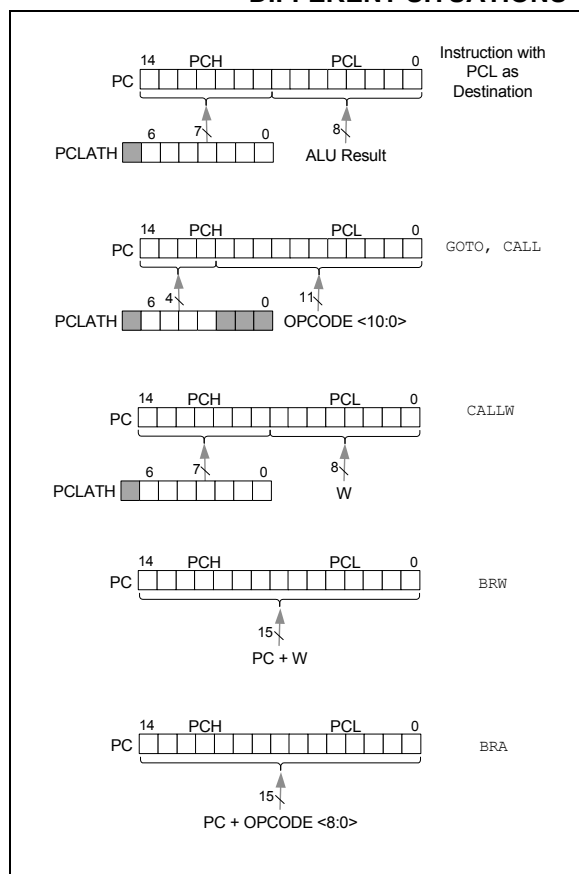 14 PCH PCL 0
PC
Instruction with
PCL as
Destination
6 7 0 8
PCLATH
ALU Result
14 PCH PCL 0
PC
GOTO, CALL
6 4 0 11
PCLATH
OPCODE <10:0>
14 PCH PCL 0
PC
CALLW
6 7 0 8
PCLATH
W
14 PCH PCL 0
PC
BRW
15
PC + W
14 PCH PCL 0
PC
BRA
15
PC + OPCODE <8:0>